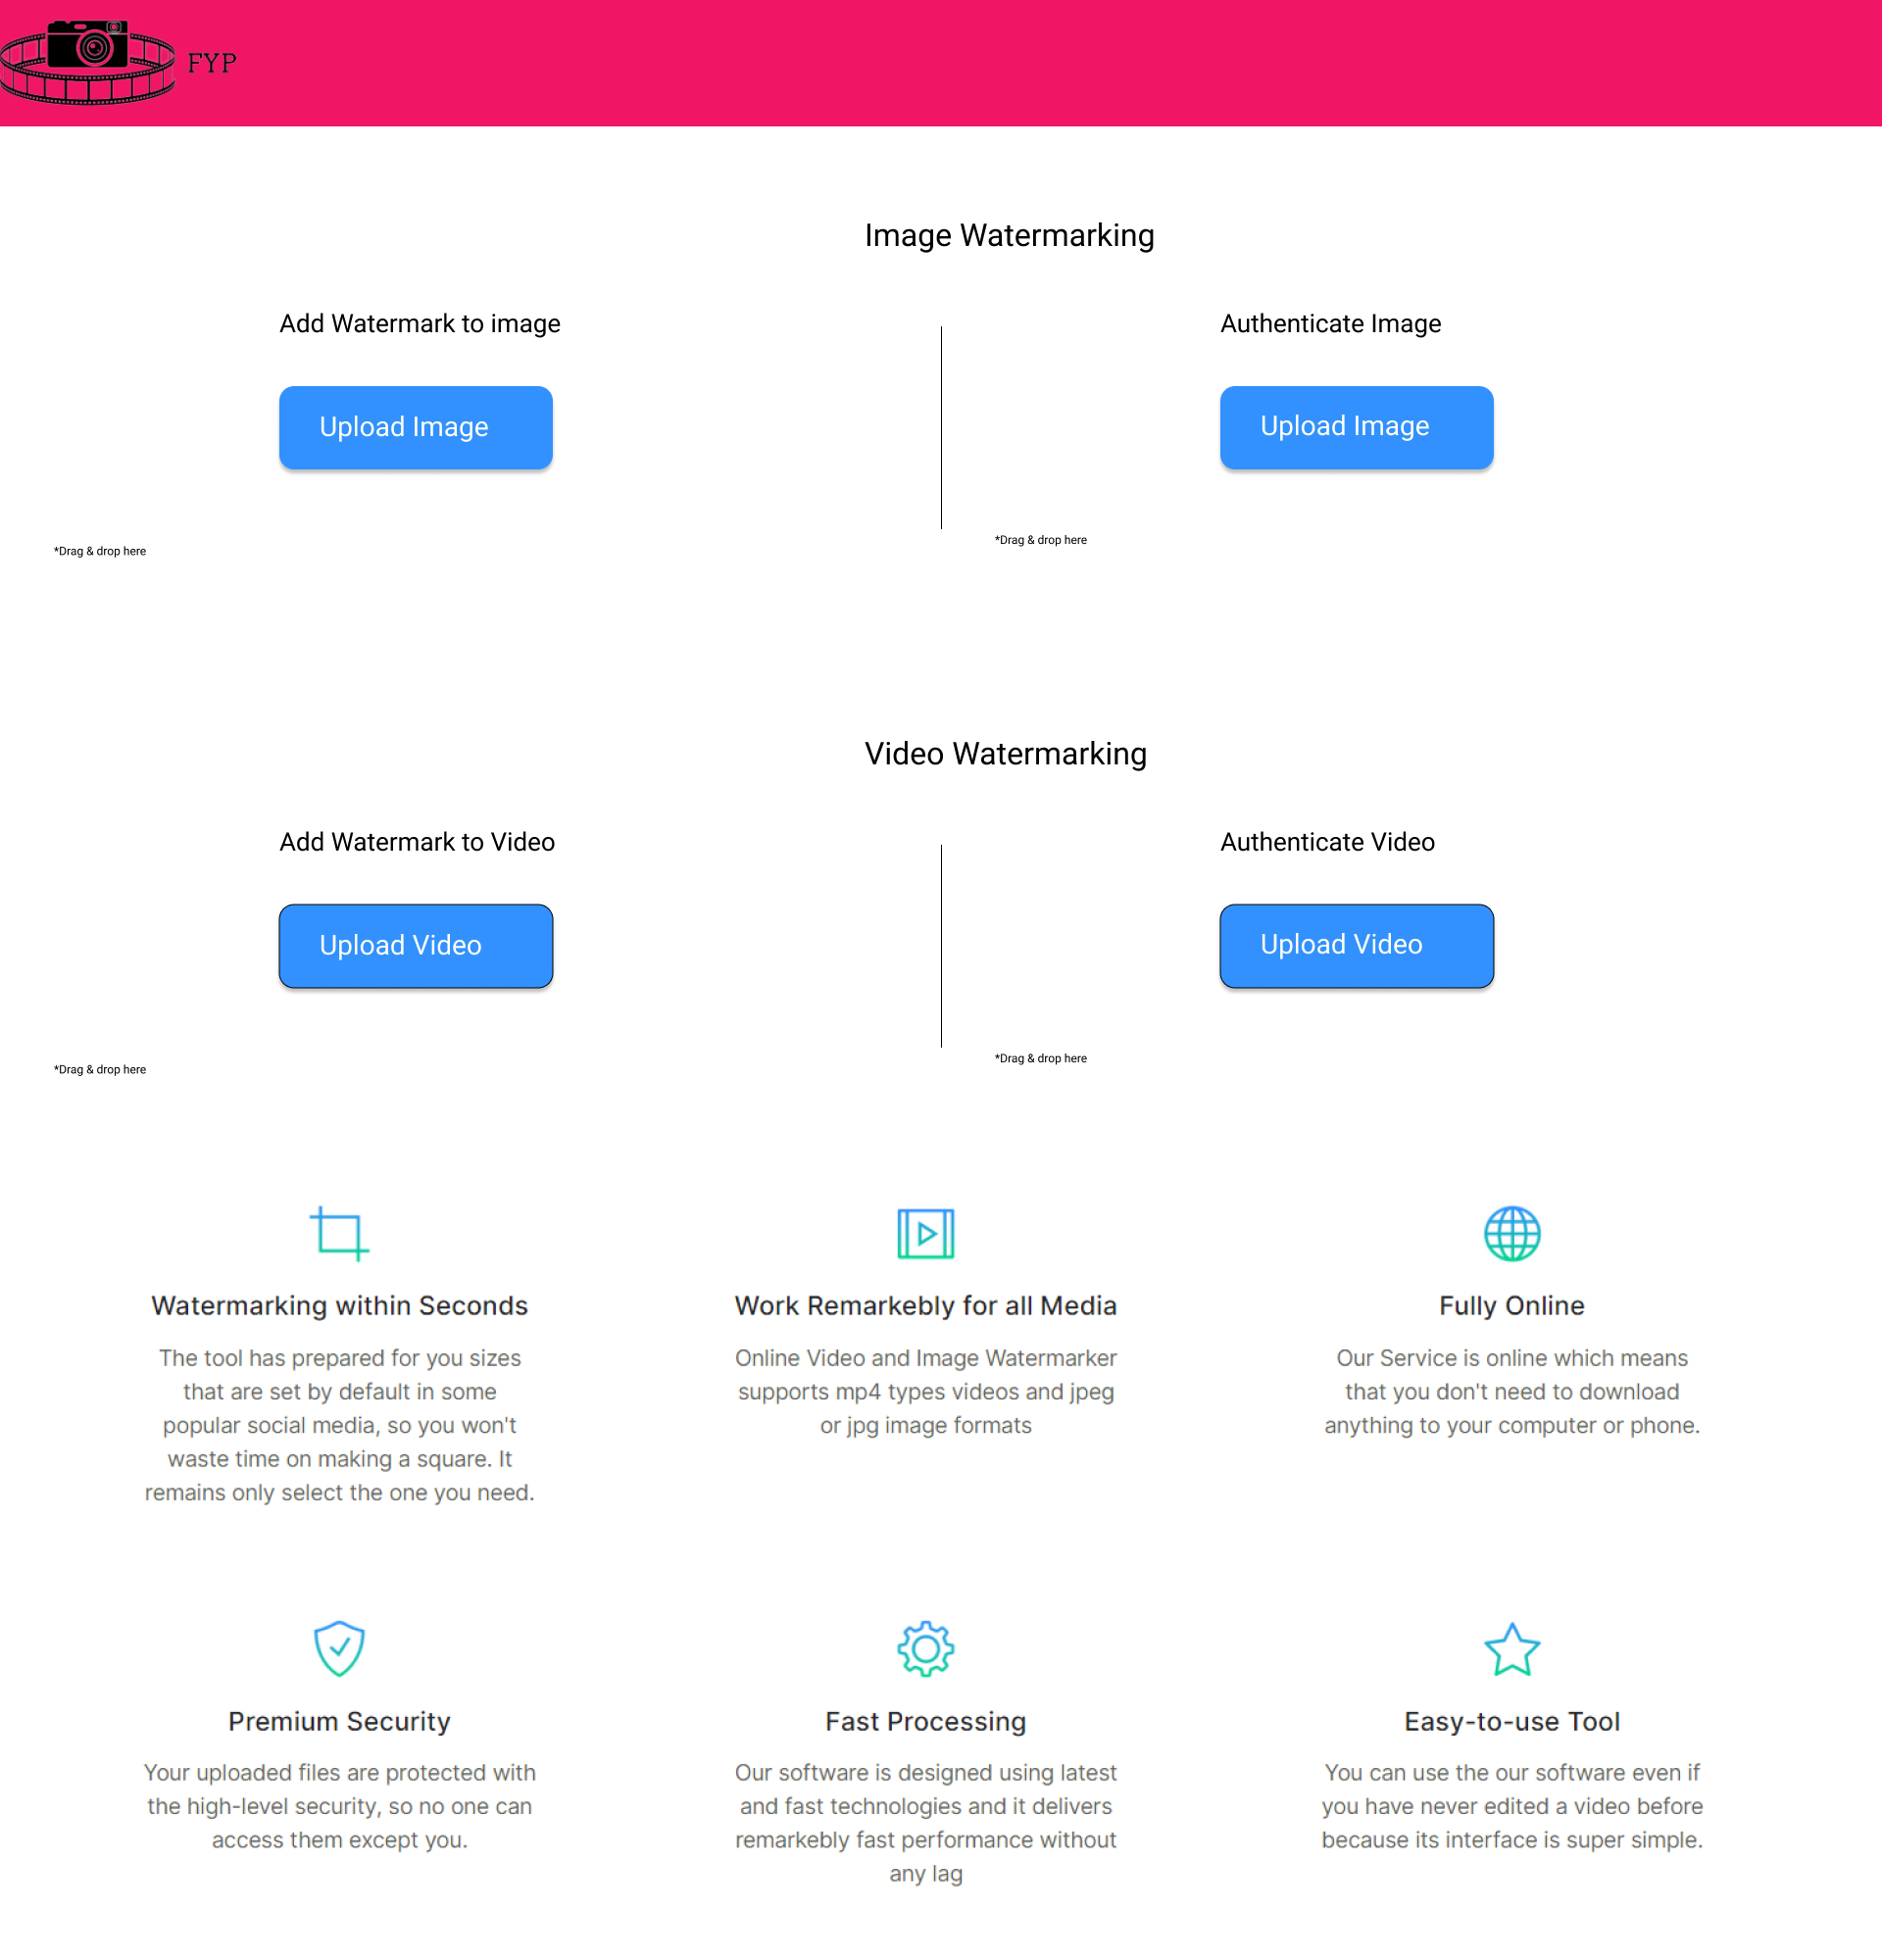 FYP
Image Watermarking
Add Watermark to image
Authenticate Image
Upload Image
Upload Image
*Drag & drop here
*Drag & drop here
Video Watermarking
Add Watermark to Video
Authenticate Video
Upload Video
Upload Video
*Drag & drop here
*Drag & drop here
Watermarking within Seconds
The tool has prepared for you sizes
that are set by default in some
popular social media, so you won't
waste time on making a square. It
remains only select the one you need.
Work Remarkebly for all Media
Online Video and Image Watermarker
supports mp4 types videos and jpeg
or jpg image formats
Fully Online
Our Service is online which means
that you don't need to download
anything to your computer or phone.
Premium Security
Your uploaded files are protected with
the high-level security, so no one can
access them except you.
Fast Processing
Our software is designed using latest
and fast technologies and it delivers
remarkebly fast performance without
any lag
Easy-to-use Tool
You can use the our software even if
you have never edited a video before
because its interface is super simple.